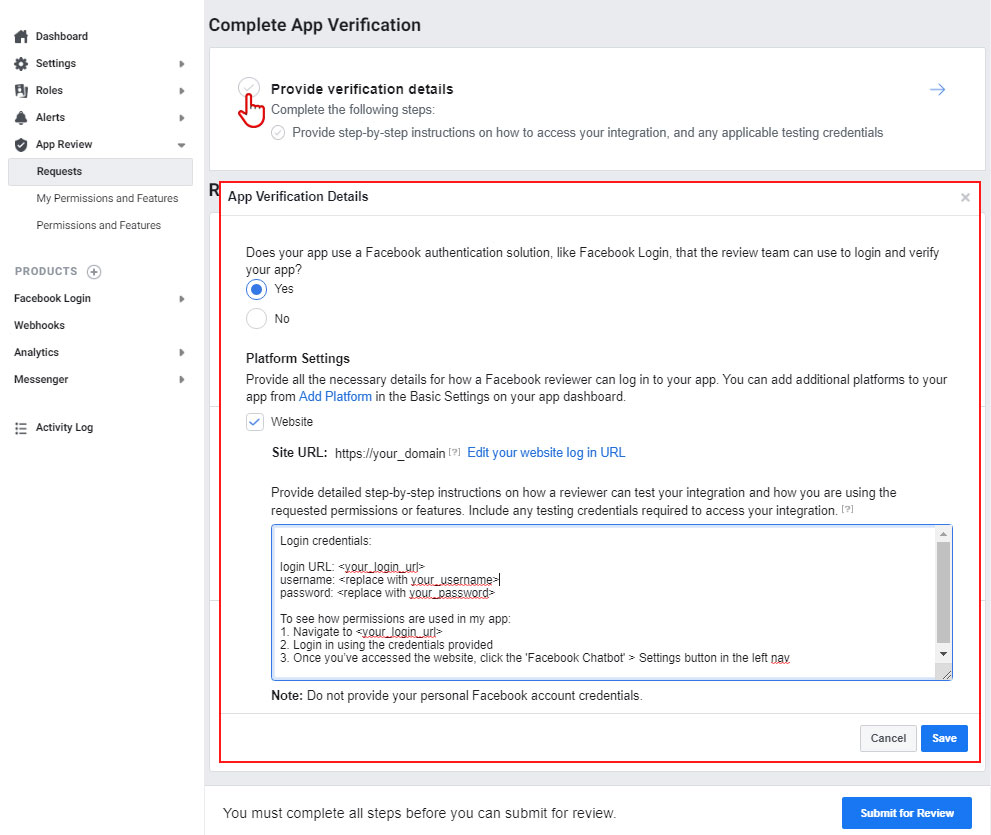 Complete App Verification
Dashboard
Settings
Roles
Alerts
App Review
Requests
My Permissions and Features
Permissions and Features
PRODUCTS
Facebook Login
Webhooks
Analytics
Messenger
Activity Log
Provide verification details
Complete the following steps:
Provide step-by-step instructions on how to access your integration, and any applicable testing credentials
R
App Verification Details
Does your app use a Facebook authentication solution, like Facebook Login, that the review team can use to login and verify
your app?
Yes
No
Platform Settings
Provide all the necessary details for how a Facebook reviewer can log in to your app. You can add additional platforms to your
app from Add Platform in the Basic Settings on your app dashboard.
Website
Site URL: https://your_domain [?] Edit your website log in URL
Provide detailed step-by-step instructions on how a reviewer can test your integration and how you are using the
requested permissions or features. Include any testing credentials required to access your integration. [?]
Login credentials:
login URL: <your_login_url>
username: <replace with your_username>
password: <replace with your_password>
To see how permissions are used in my app:
1. Navigate to <your_login_url>
2. Login in using the credentials provided
3. Once you've accessed the website, click the 'Facebook Chatbot' > Settings button in the left nav
Note: Do not provide your personal Facebook account credentials.
Cancel
Save
You must complete all steps before you can submit for review.
Submit for Review